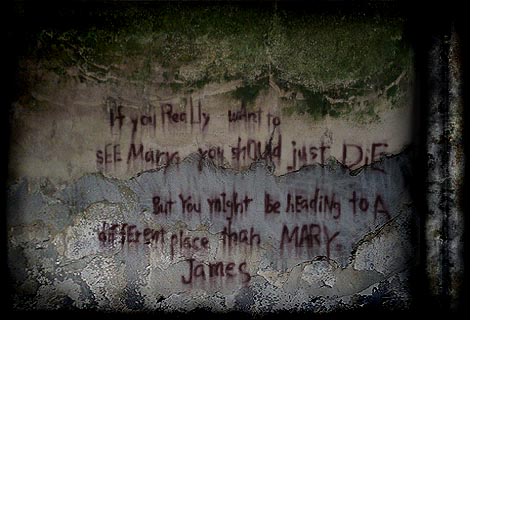 If you ReaLLy want to
sEE Mary, you shOUld just DiE
But You might be hEadiNg to A
diffErent place than MARY.
James